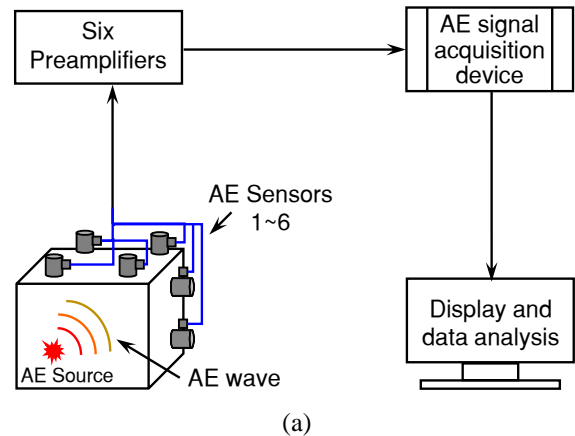 Six
Preamplifiers
AE signal
acquisition
device
AE Sensors
1~6
Display and
data analysis
AE Source
AE wave
(a)